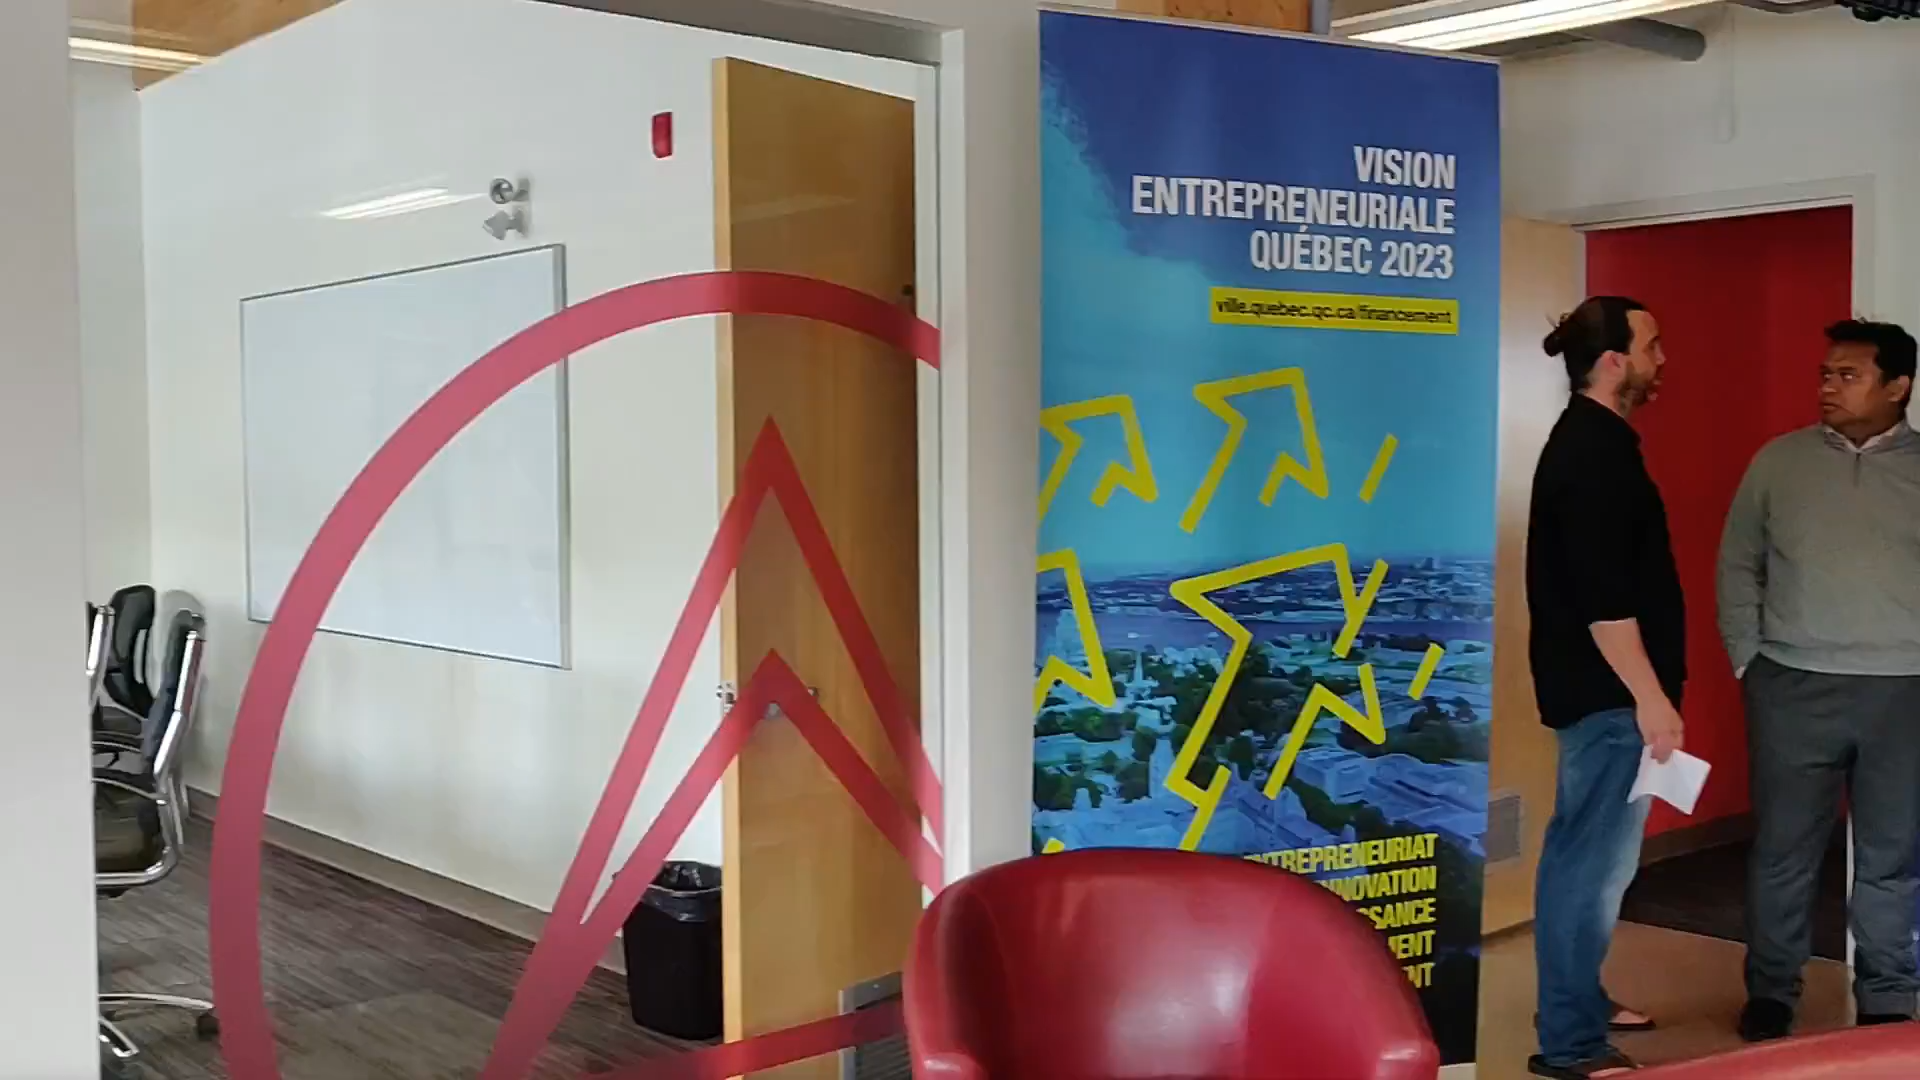 VISION
ENTREPRENEURIALE
QUÉBEC 2023
ville.quebec.qc.ca/financement
ENTREPRENEURIAT
INNOVATION